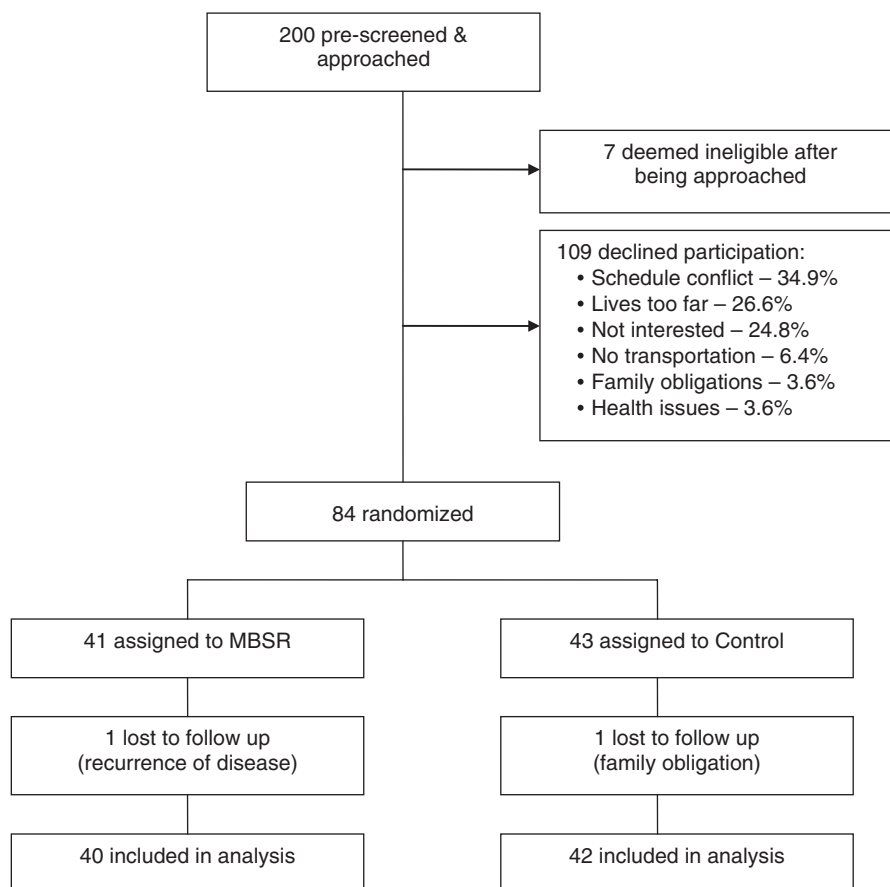 200 pre-screened &
approached
7 deemed ineligible after
being approached
109 declined participation:
• Schedule conflict – 34.9%
• Lives too far – 26.6%
• Not interested – 24.8%
• No transportation – 6.4%
• Family obligations – 3.6%
• Health issues – 3.6%
84 randomized
41 assigned to MBSR
43 assigned to Control
1 lost to follow up
(recurrence of disease)
1 lost to follow up
(family obligation)
40 included in analysis
42 included in analysis